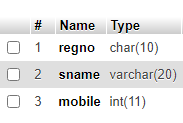 # Name Type
1 regno char(10)
2 sname varchar(20)
3 mobile int(11)